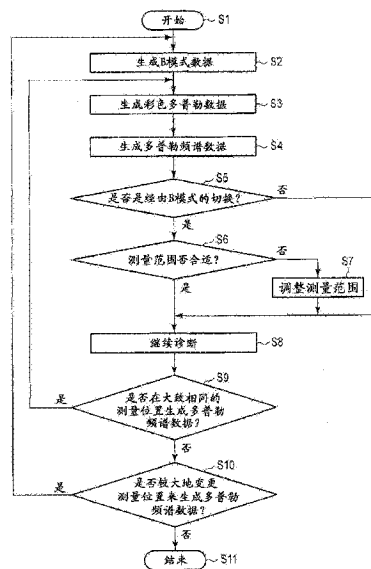 开始
S1
生成B模式数据
S2
生成彩色多普勒数据
S3
生成多普勒频谱数据
S4
S5
是否是经由B模式的切换?
否
是
S6
测量范围否合适?
否
S7
调整测量范围
是
继续诊断
S8
S9
是否在大致相同的
测量位置生成多普勒
频谱数据?
是
否
S10
是否较大地变更
测量位置来生成多普勒
频谱数据?
是
否
结束
S11